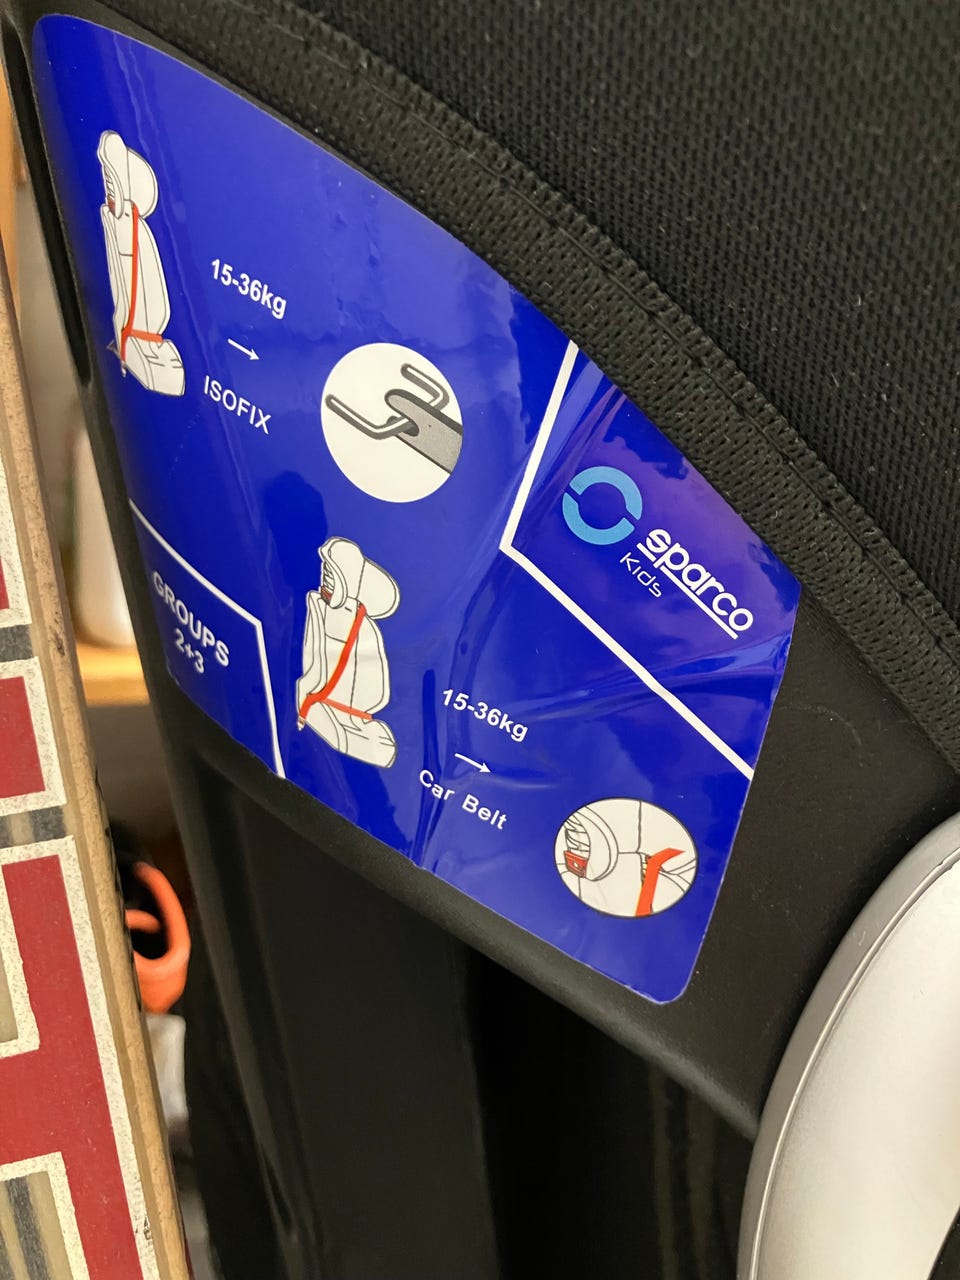 15-36kg
ISOFIX
GROUPS
2+3
sparco
Kids
15-36kg
Car Belt